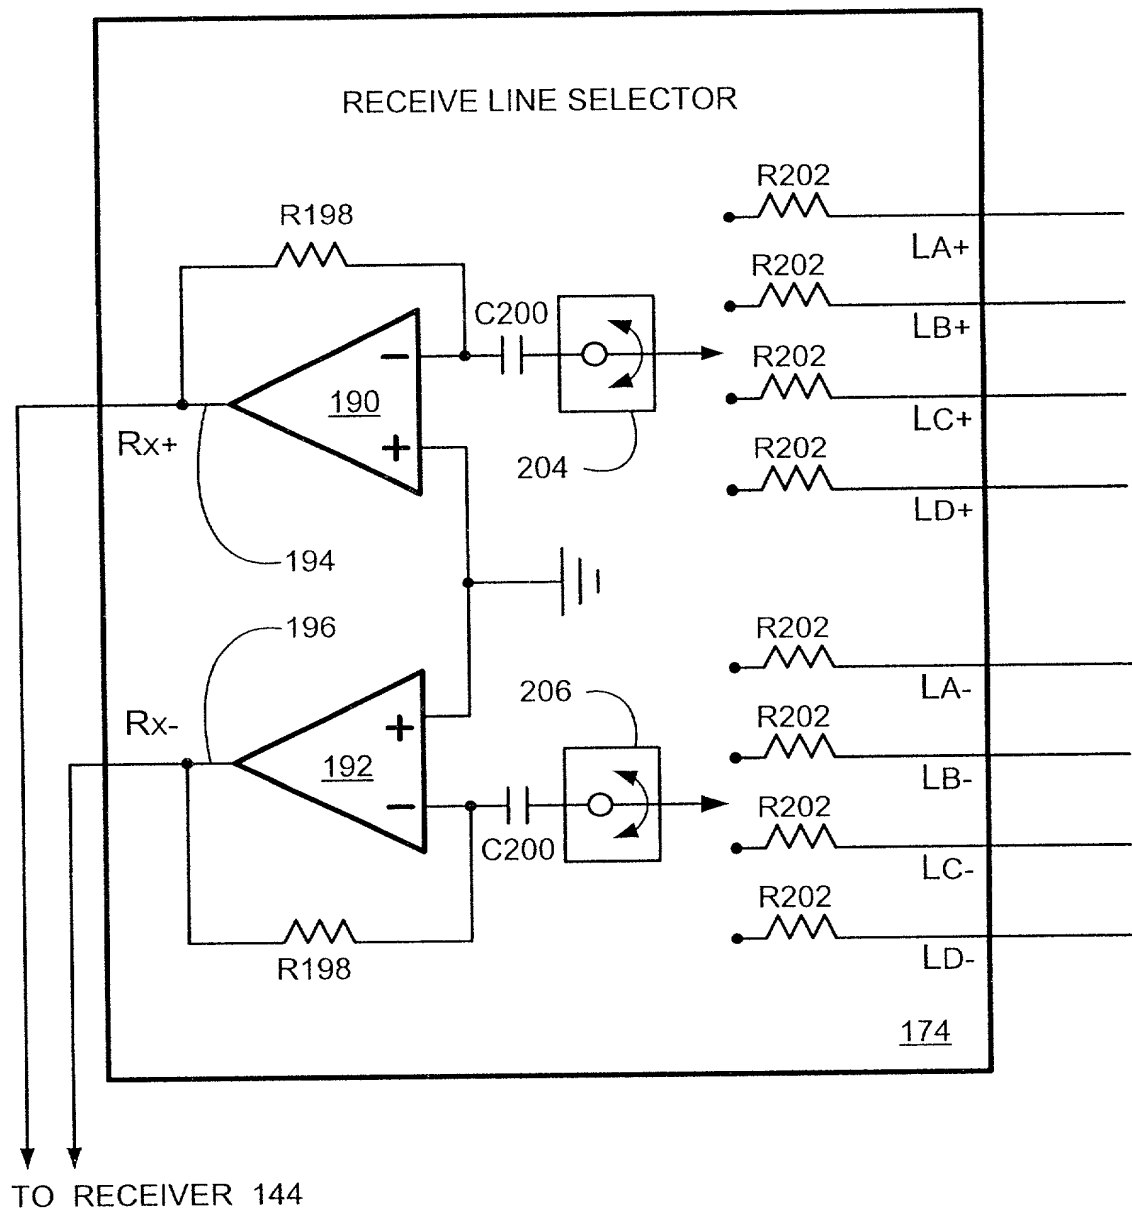 RECEIVE LINE SELECTOR
R202
LA+
R198
R202
LB+
C200
−
190
+
R202
LC+
Rx+
204
R202
LD+
194
196
R202
LA-
206
Rx-
+
192
−
R202
LB-
C200
R202
LC-
R202
LD-
R198
174
TO RECEIVER 144